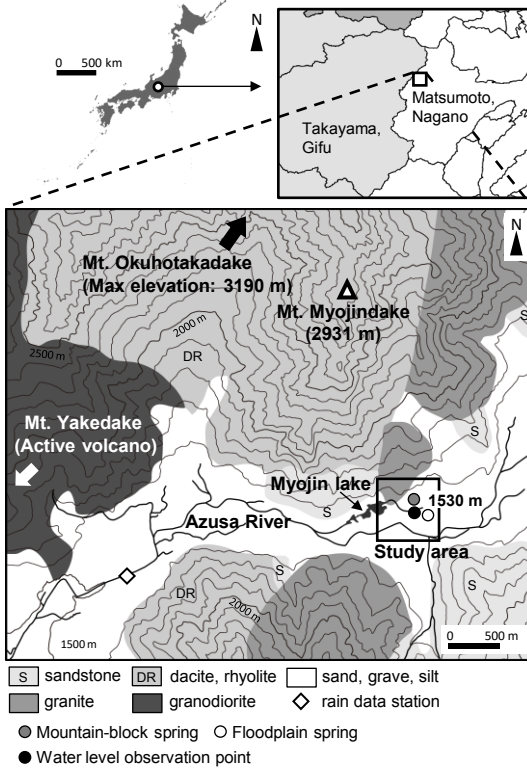 0 500 km
N
Takayama,
Gifu
Matsumoto,
Nagano
N
Mt. Okuhotakadake
(Max elevation: 3190 m)
Mt. Myojindake
(2931 m)
2000 m
2500 m
DR
S
Mt. Yakedake
(Active volcano)
S
Myojin lake
1530 m
S
Azusa River
Study area
S
DR
2000 m
1500 m
S
0 500 m
S sandstone DR dacite, rhyolite sand, grave, silt
granite granodiorite rain data station
Mountain-block spring Floodplain spring
Water level observation point